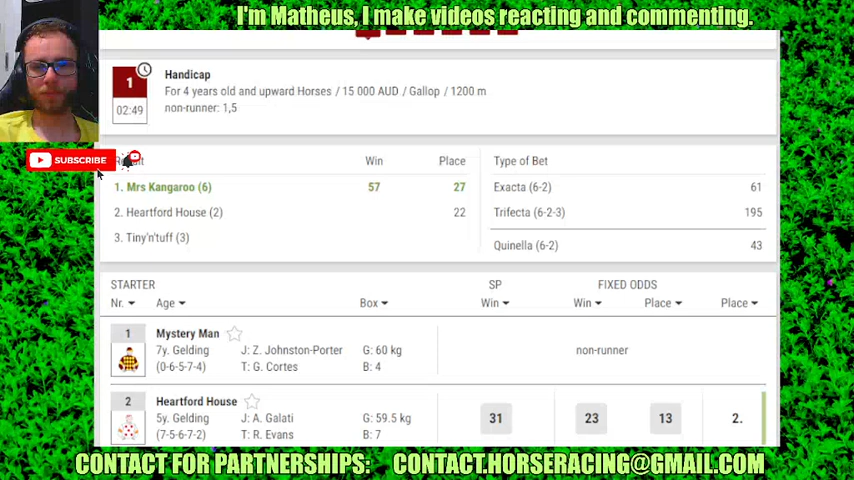 I'm Matheus, I make videos reacting and commenting.
1
Handicap
For 4 years old and upward Horses / 15 000 AUD / Gallop / 1200 m
02:49
non-runner: 1,5
SUBSCRIBE
Win Place
1. Mrs Kangaroo (6) 57 27
2. Heartford House (2) 22
3. Tiny'n'tuff (3)
Type of Bet
Exacta (6-2) 61
Trifecta (6-2-3) 195
Quinella (6-2) 43
STARTER SP FIXED ODDS
Nr. Age Box Win Win Place Place
1 Mystery Man
7y. Gelding J: Z. Johnston-Porter G: 60 kg non-runner
(0-6-5-7-4) T: G. Cortes B: 4
2 Heartford House
5y. Gelding J: A. Galati G: 59.5 kg 31 23 13 2.
(7-5-6-7-2) T: R. Evans B: 7
CONTACT FOR PARTNERSHIPS: CONTACT.HORSERACING@GMAIL.COM